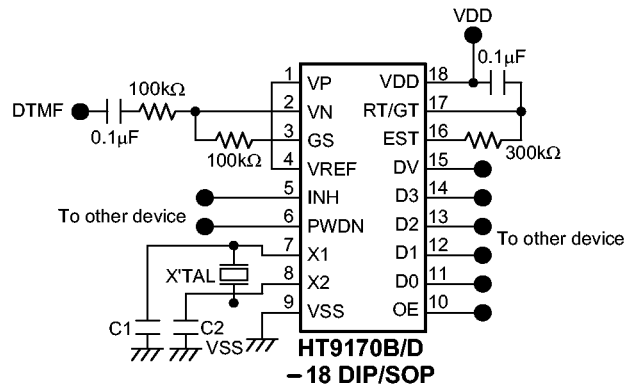 VDD
0.1µF
100kΩ
DTMF
0.1µF
100kΩ
1 VP VDD 18
2 VN RT/GT 17
3 GS EST 16
300kΩ
4 VREF DV 15
5 INH D3 14
To other device
6 PWDN D2 13
To other device
7 X1 D1 12
X'TAL
8 X2 D0 11
9 VSS OE 10
C1
C2
VSS
HT9170B/D
– 18 DIP/SOP